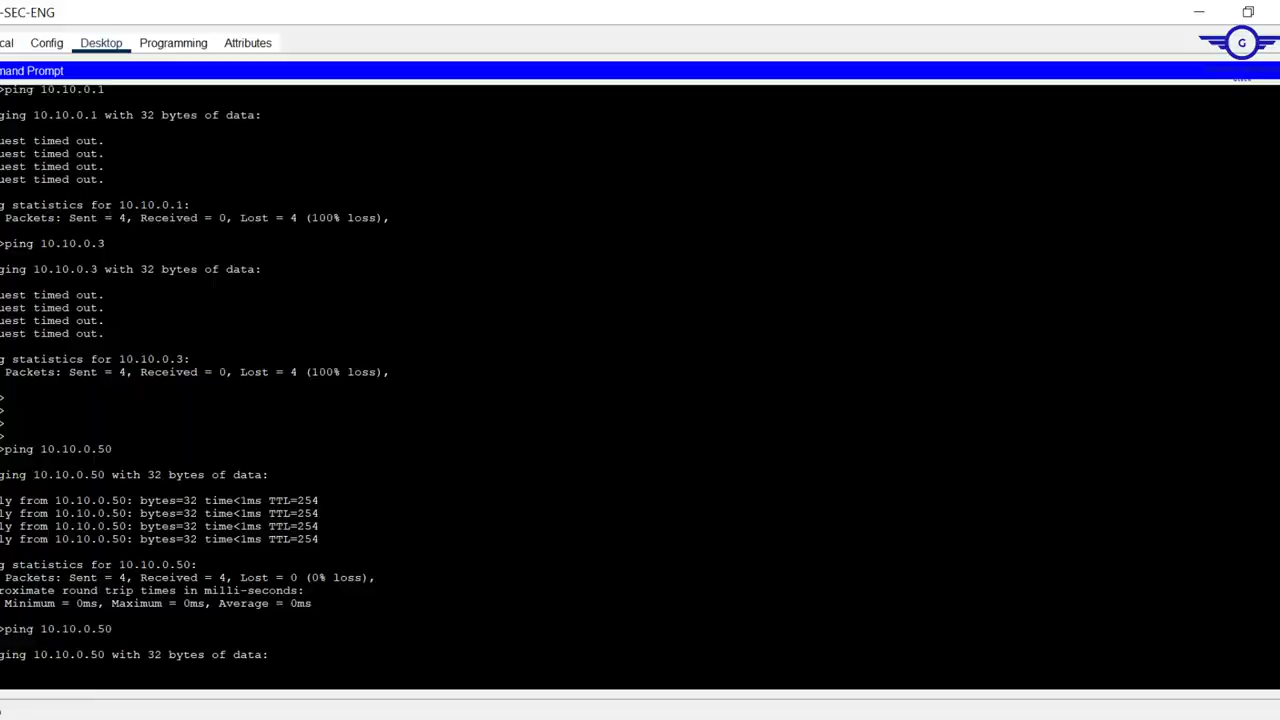 -SEC-ENG
cal Config Desktop Programming Attributes
G
mand Prompt
>ping 10.10.0.1
ging 10.10.0.1 with 32 bytes of data:
uest timed out.
uest timed out.
uest timed out.
uest timed out.
g statistics for 10.10.0.1:
Packets: Sent = 4, Received = 0, Lost = 4 (100% loss),
>ping 10.10.0.3
ging 10.10.0.3 with 32 bytes of data:
uest timed out.
uest timed out.
uest timed out.
uest timed out.
g statistics for 10.10.0.3:
Packets: Sent = 4, Received = 0, Lost = 4 (100% loss),
>
>
>
>
>ping 10.10.0.50
ging 10.10.0.50 with 32 bytes of data:
ly from 10.10.0.50: bytes=32 time<1ms TTL=254
ly from 10.10.0.50: bytes=32 time<1ms TTL=254
ly from 10.10.0.50: bytes=32 time<1ms TTL=254
ly from 10.10.0.50: bytes=32 time<1ms TTL=254
g statistics for 10.10.0.50:
Packets: Sent = 4, Received = 4, Lost = 0 (0% loss),
roximate round trip times in milli-seconds:
Minimum = 0ms, Maximum = 0ms, Average = 0ms
>ping 10.10.0.50
ging 10.10.0.50 with 32 bytes of data: